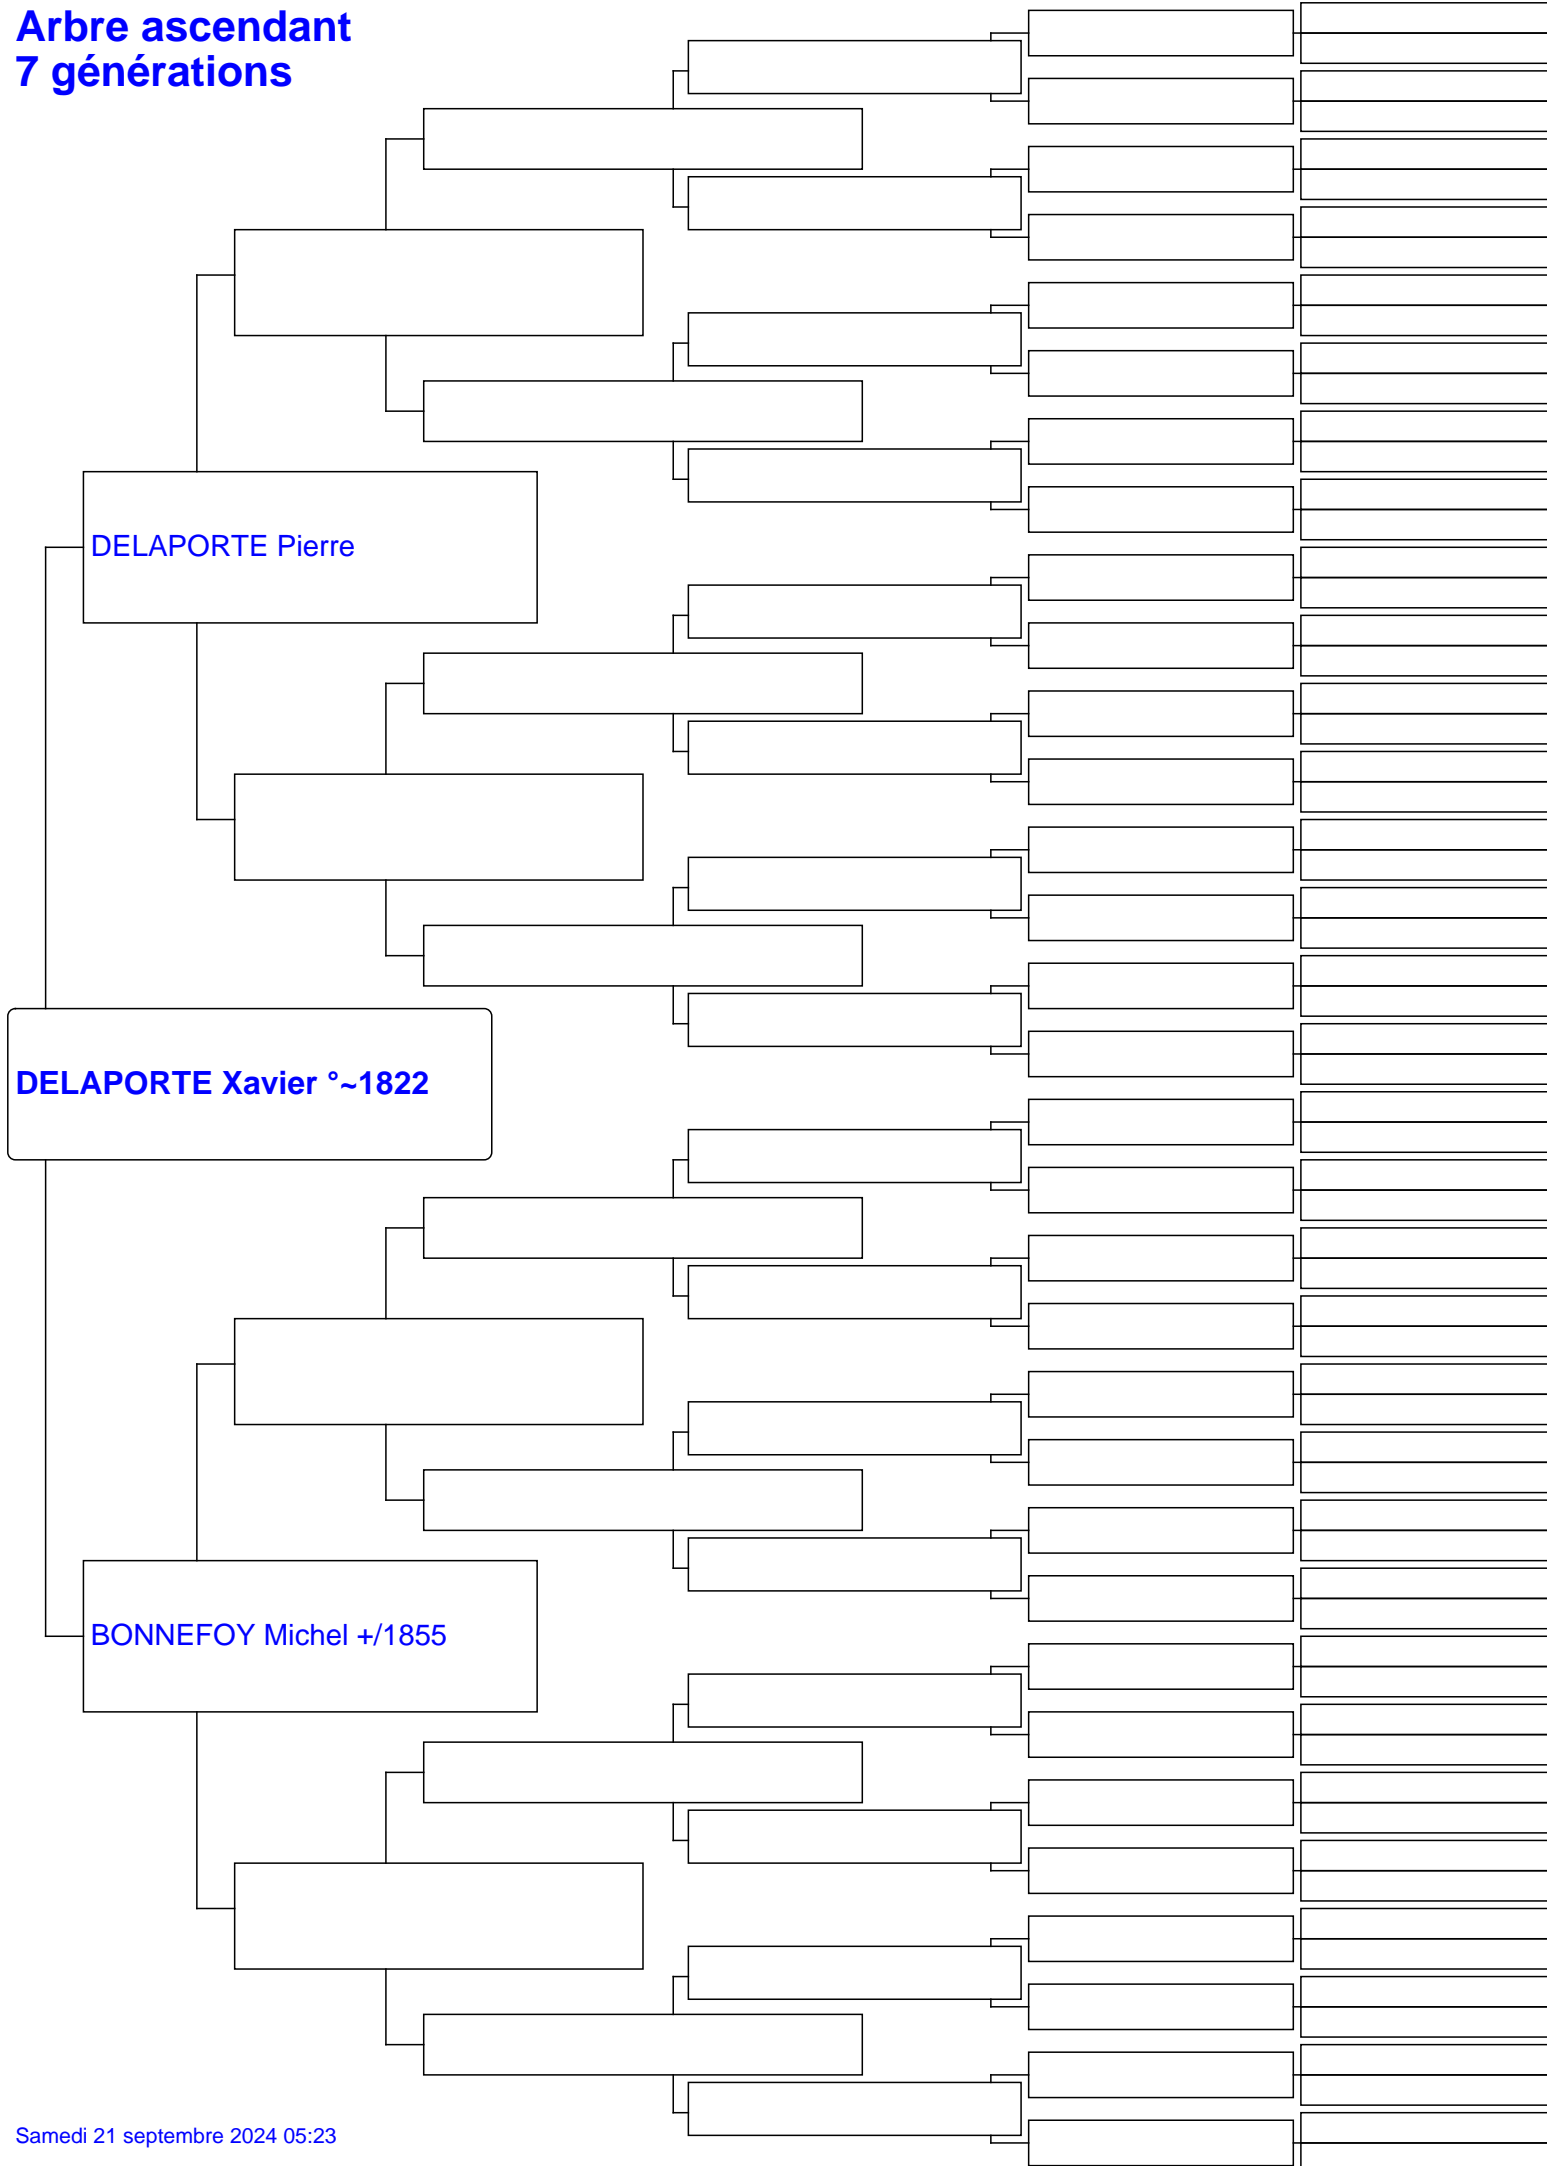 Arbre ascendant
7 générations
DELAPORTE Pierre
DELAPORTE Xavier °~1822
BONNEFOY Michel +/1855
Samedi 21 septembre 2024 05:23